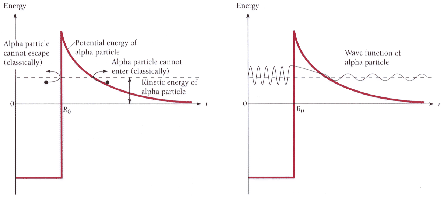 Energy
Alpha particle
cannot escape
(classically)
Potential energy of
alpha particle
Alpha particle cannot
enter (classically)
Kinetic energy of
alpha particle
0
R₀
r
Energy
Wave function of
alpha particle
0
R₀